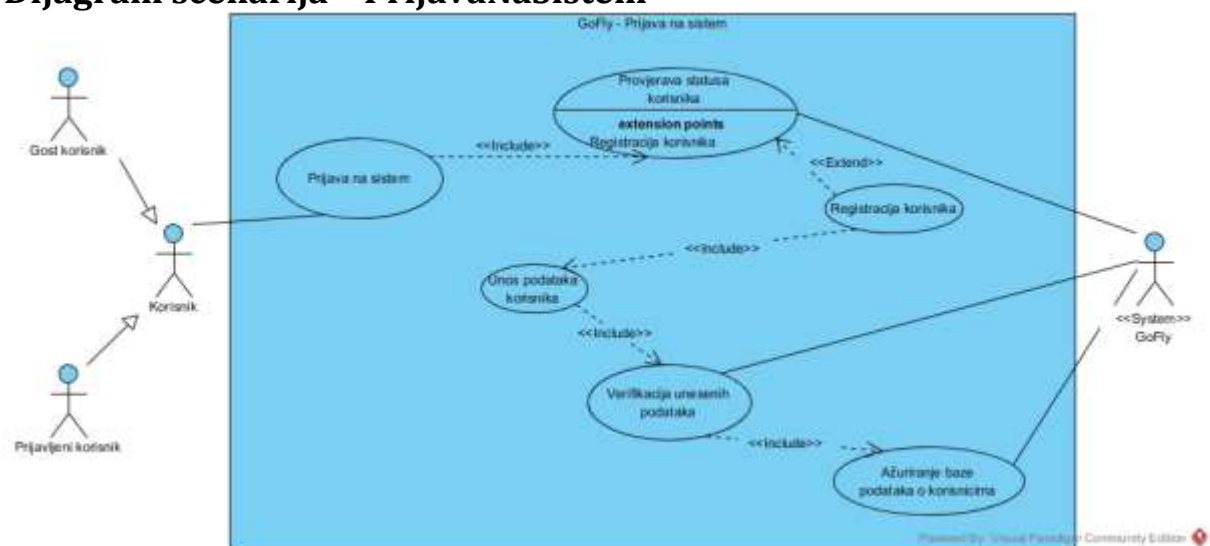 Dijagram scenarija – PrijavaNaSistem
GoFly - Prijava na sistem
Provjerava statusa
korisnika
extension points
Registracija korisnika
Gost korisnik
<<Include>>
<<Extend>>
Prijava na sistem
Registracija korisnika
<<Include>>
Unos podataka
korisnika
Korisnik
<<Include>>
<<System>>
GoFly
Verifikacija unesenih
podataka
Prijavljeni korisnik
<<Include>>
Ažuriranje baze
podataka o korisnicima
Powered By Visual Paradigm Community Edition